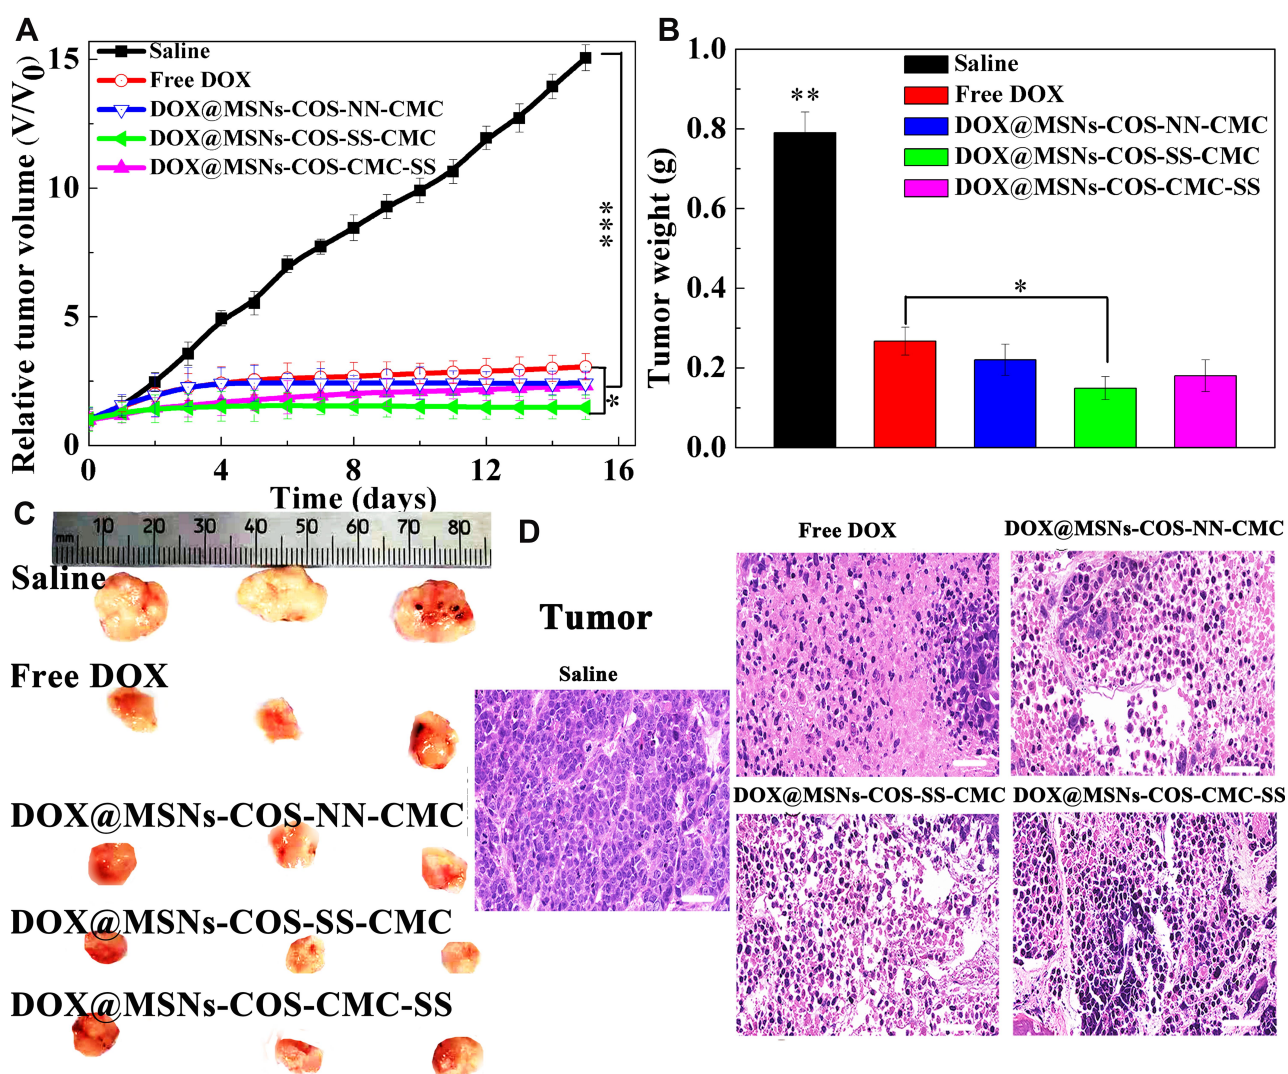 A
Relative tumor volume (V/V0)
15
10
5
0
Saline
Free DOX
DOX@MSNs-COS-NN-CMC
DOX@MSNs-COS-SS-CMC
DOX@MSNs-COS-CMC-SS
***
*
0 4 8 12 16
Time (days)
B
Tumor weight (g)
1.0
0.8
0.6
0.4
0.2
0.0
**
*
Saline
Free DOX
DOX@MSNs-COS-NN-CMC
DOX@MSNs-COS-SS-CMC
DOX@MSNs-COS-CMC-SS
C
mm 10 20 30 40 50 60 70 80
Saline
Free DOX
DOX@MSNs-COS-NN-CMC
DOX@MSNs-COS-SS-CMC
DOX@MSNs-COS-CMC-SS
D
Tumor
Saline
Free DOX
DOX@MSNs-COS-NN-CMC
DOX@MSNs-COS-SS-CMC
DOX@MSNs-COS-CMC-SS